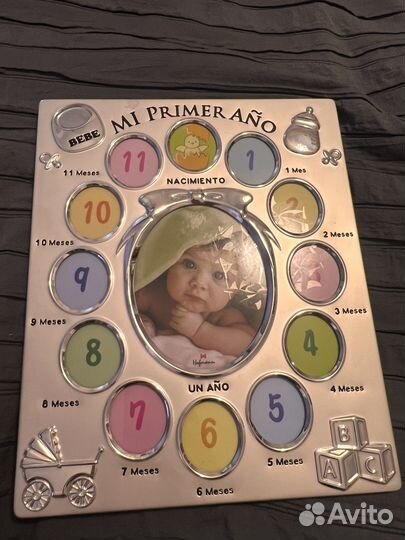 MI PRIMER AÑO
BEBE
11
11 Meses
NACIMIENTO
1
1 Mes
10
10 Meses
2
2 Meses
9
9 Meses
3 Meses
8
8 Meses
4
4 Meses
Hofmann
UN AÑO
7
7 Meses
6
6 Meses
5
5 Meses
B
A C
Avito